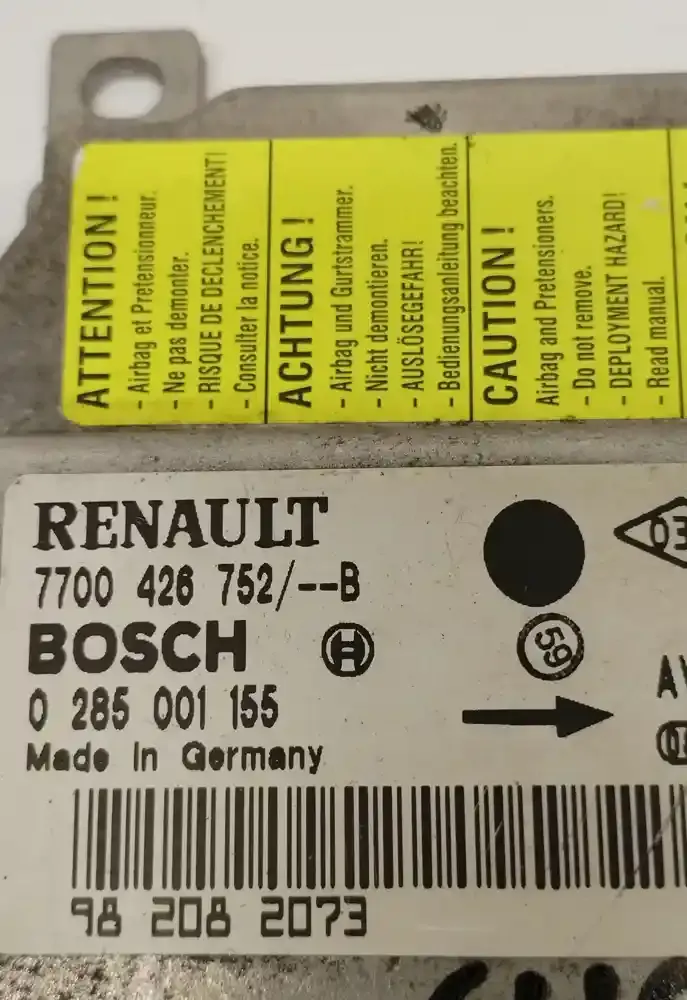 ATTENTION !
- Airbag et Pretensionneur.
- Ne pas demonter.
- RISQUE DE DECLENCHEMENT!
- Consulter la notice.
ACHTUNG !
- Airbag und Gurtstrammer.
- Nicht demontieren.
- AUSLÖSEGEFAHR!
- Bedienungsanleitung beachten.
CAUTION !
Airbag and Pretensioners.
- Do not remove.
- DEPLOYMENT HAZARD!
- Read manual.
RENAULT
7700 426 752/--B
03
BOSCH
59
0 285 001 155
Made in Germany
98 208 2073